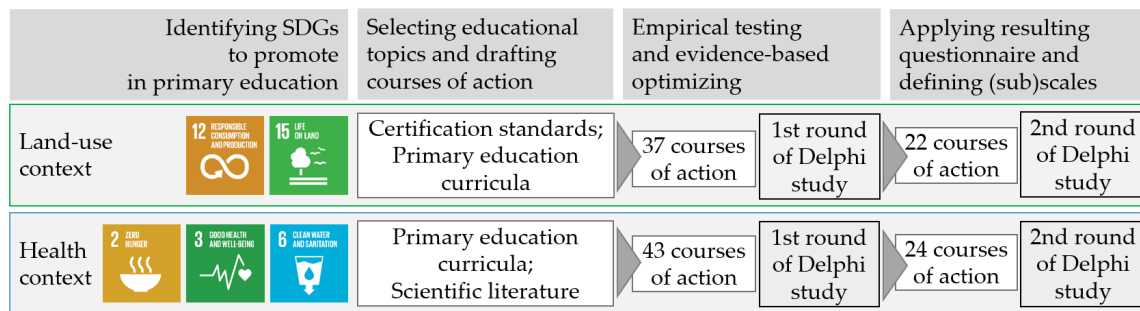 Identifying SDGs
to promote
in primary education
Selecting educational
topics and drafting
courses of action
Empirical testing
and evidence-based
optimizing
Applying resulting
questionnaire and
defining (sub)scales
Land-use
context
12 RESPONSIBLE
CONSUMPTION
AND PRODUCTION
15 LIFE
ON LAND
Certification standards;
Primary education
curricula
37 courses
of action
1st round
of Delphi
study
22 courses
of action
2nd round
of Delphi
study
Health
context
2 ZERO
HUNGER
3 GOOD HEALTH
AND WELL-BEING
6 CLEAN WATER
AND SANITATION
Primary education
curricula;
Scientific literature
43 courses
of action
1st round
of Delphi
study
24 courses
of action
2nd round
of Delphi
study